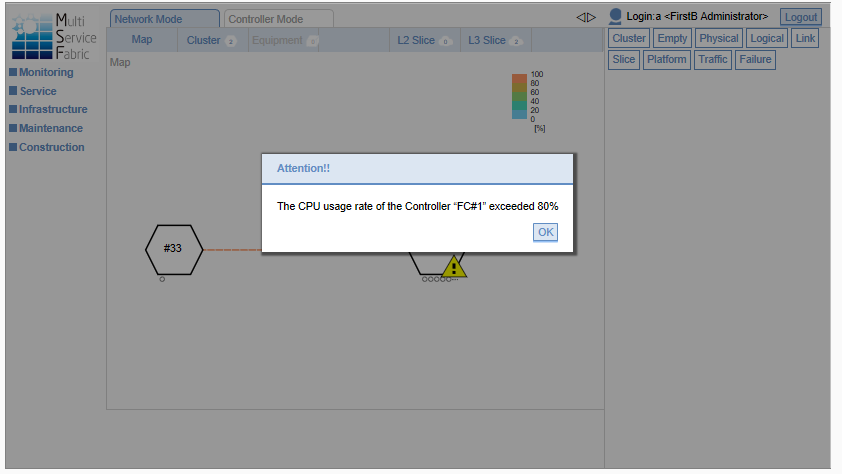 Multi
Service
Fabric
Monitoring
Service
Infrastructure
Maintenance
Construction
Network Mode
Controller Mode
Map
Cluster 2
Equipment
L2 Slice 0
L3 Slice 2
Map
100
80
60
40
20
0
[%]
Login:a <FirstB Administrator>
Logout
Cluster
Empty
Physical
Logical
Link
Slice
Platform
Traffic
Failure
Attention!!
The CPU usage rate of the Controller “FC#1” exceeded 80%
OK
#33